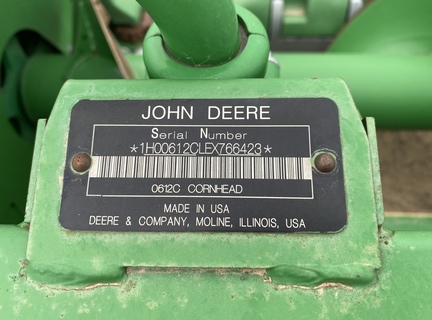 JOHN DEERE
Serial Number
*1H00612CLEX766423*
0612C CORNHEAD
MADE IN USA
DEERE & COMPANY, MOLINE, ILLINOIS, USA